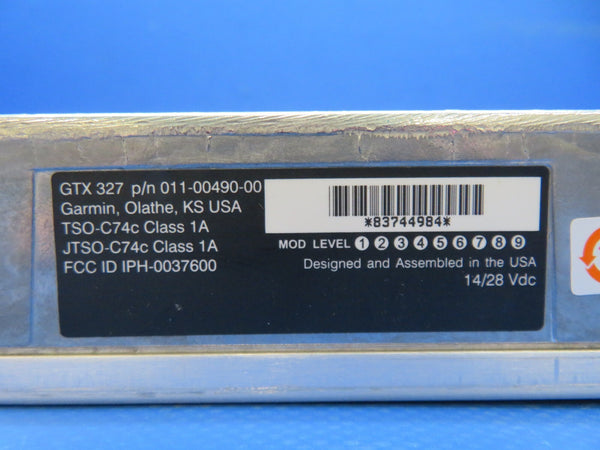 GTX 327 p/n 011-00490-00
Garmin, Olathe, KS USA
TSO-C74c Class 1A
JTSO-C74c Class 1A
FCC ID IPH-0037600
*83744984*
MOD LEVEL 1 2 3 4 5 6 7 8 9
Designed and Assembled in the USA
14/28 Vdc